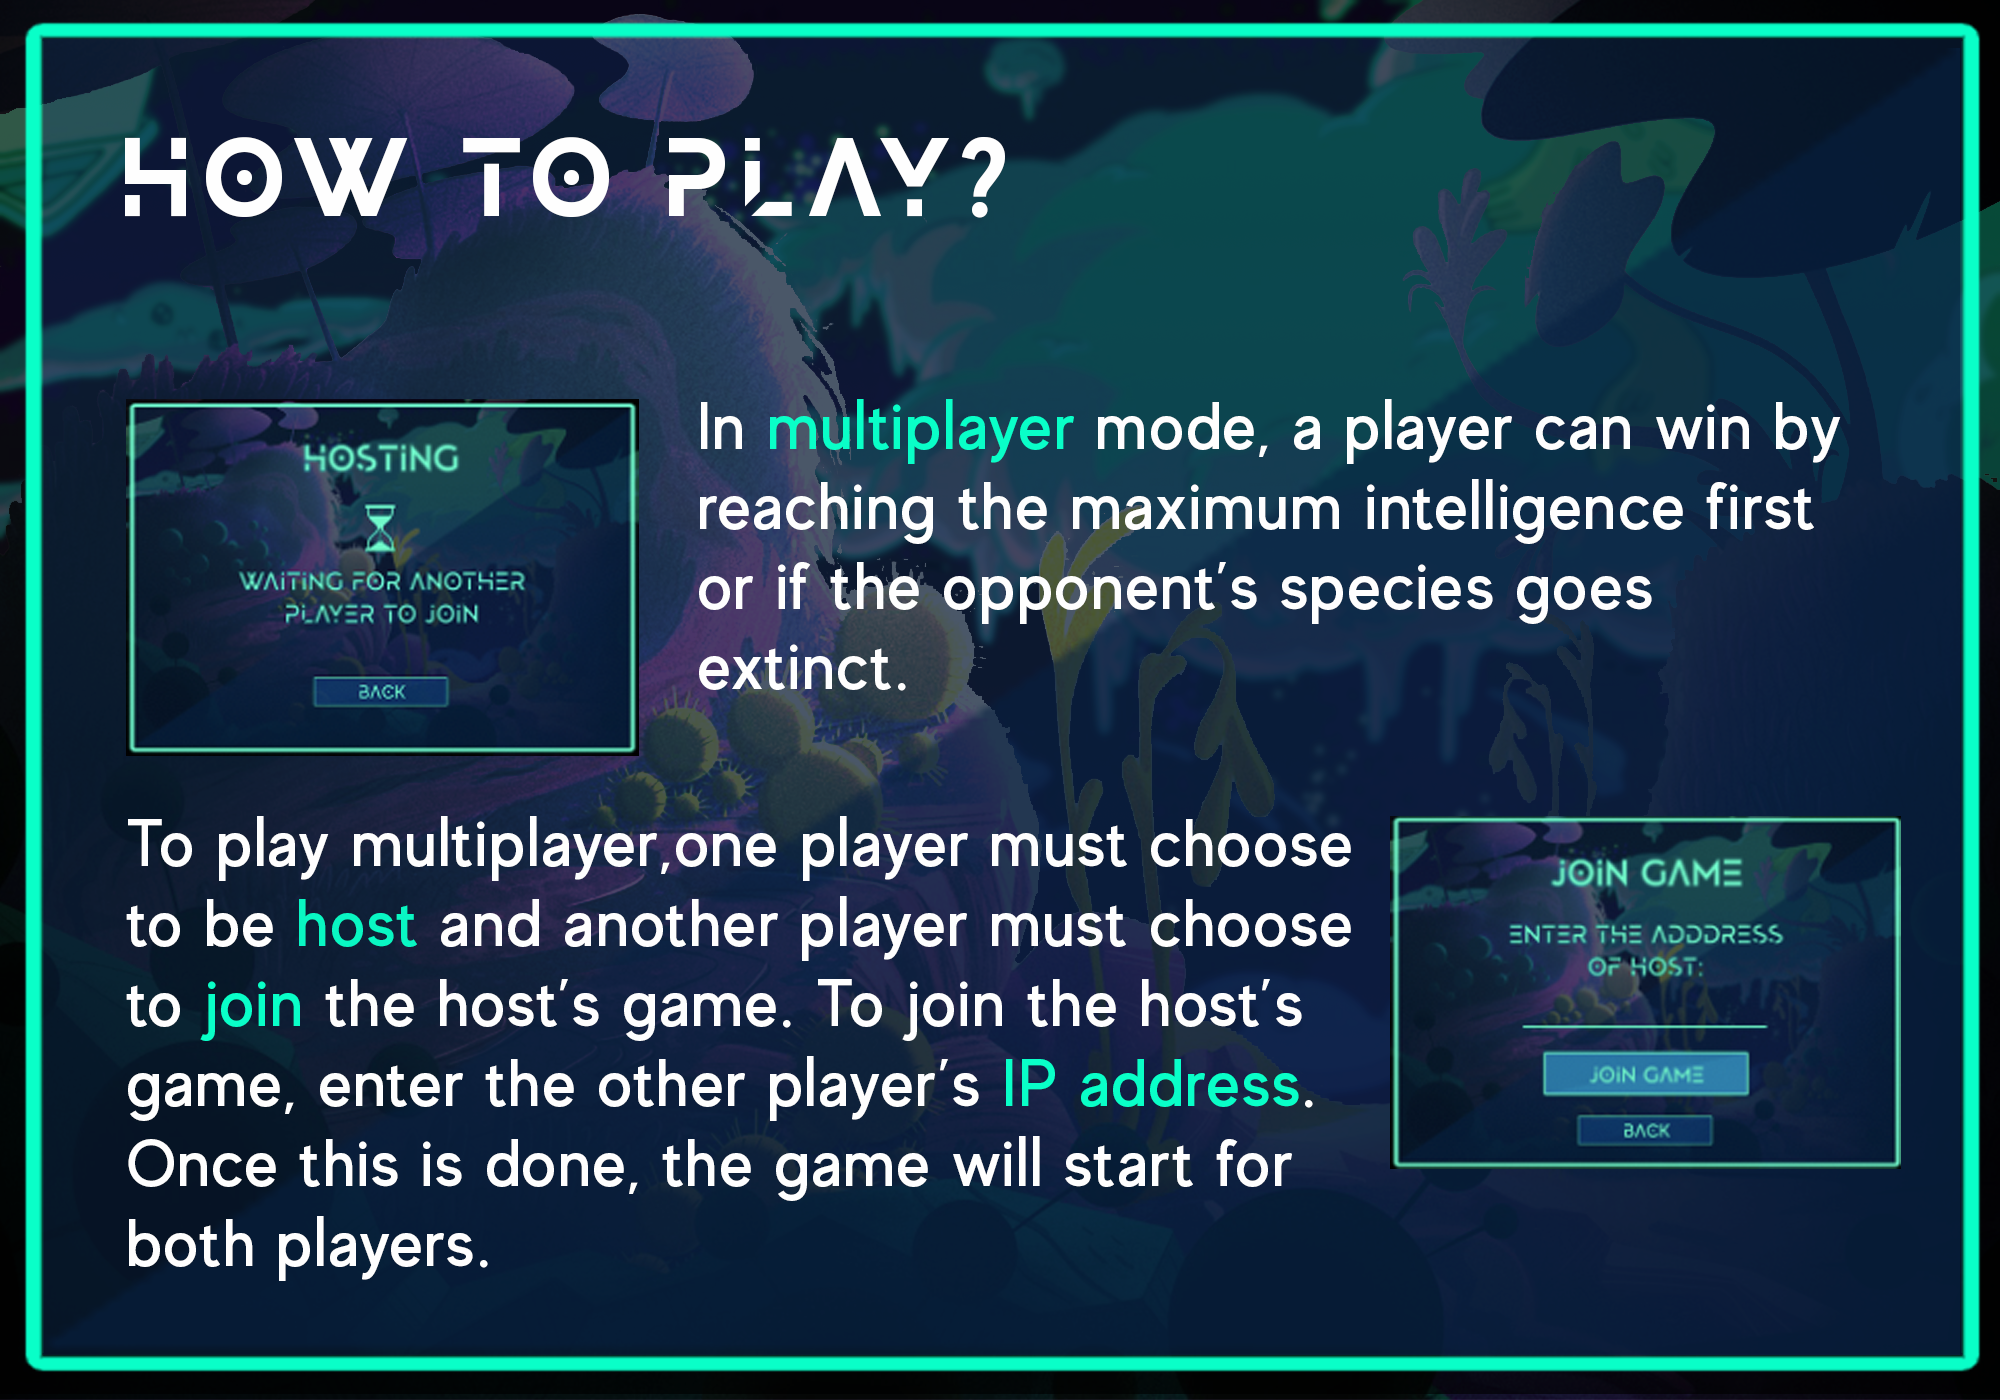 HOW TO PLAY?
HOSTING
WAITING FOR ANOTHER
PLAYER TO JOIN
BACK
In multiplayer mode, a player can win by
reaching the maximum intelligence first
or if the opponent's species goes
extinct.
To play multiplayer,one player must choose
to be host and another player must choose
to join the host's game. To join the host's
game, enter the other player's IP address.
Once this is done, the game will start for
both players.
JOIN GAME
ENTER THE ADDDRESS
OF HOST:
JOIN GAME
BACK